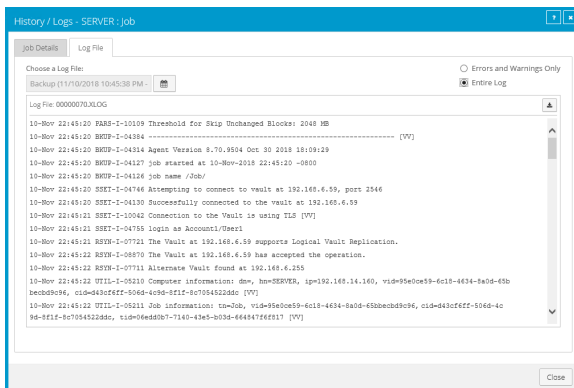 History / Logs - SERVER : Job
? ×
Job Details Log File
Choose a Log File:
Backup (11/10/2018 10:45:38 PM -
Errors and Warnings Only
Entire Log
Log File: 00000070.XLOG
10-Nov 22:45:20 PARS-I-10109 Threshold for Skip Unchanged Blocks: 2048 MB
10-Nov 22:45:20 BKUP-I-04384 ---------------------------------------------------------------- [VV]
10-Nov 22:45:20 BKUP-I-04314 Agent Version 8.70.9504 Oct 30 2018 18:09:29
10-Nov 22:45:20 BKUP-I-04127 job started at 10-Nov-2018 22:45:20 -0800
10-Nov 22:45:20 BKUP-I-04126 job name /Job/
10-Nov 22:45:20 SSET-I-04746 Attempting to connect to vault at 192.168.6.59, port 2546
10-Nov 22:45:20 SSET-I-04130 Successfully connected to the vault at 192.168.6.59
10-Nov 22:45:21 SSET-I-10042 Connection to the Vault is using TLS [VV]
10-Nov 22:45:21 SSET-I-04755 login as Account1/User1
10-Nov 22:45:21 RSYN-I-07721 The Vault at 192.168.6.59 supports Logical Vault Replication.
10-Nov 22:45:21 RSYN-I-08870 The Vault at 192.168.6.59 has accepted the operation.
10-Nov 22:45:22 RSYN-I-07711 Alternate Vault found at 192.168.6.255
10-Nov 22:45:22 UTIL-I-05210 Computer information: dm=, hn=SERVER, ip=192.168.14.160, vid=95e0ce59-6c18-4634-8a0d-65b
becbd9c96, cid=d43cf6ff-506d-4c9d-8f1f-8c7054522ddc [VV]
10-Nov 22:45:22 UTIL-I-05211 Job information: tn=Job, vid=95e0ce59-6c18-4634-8a0d-65bbecbd9c96, cid=d43cf6ff-506d-4c
9d-8f1f-8c7054522ddc, tid=06edd0b7-7140-43e5-b03d-664847f6f817 [VV]
Close